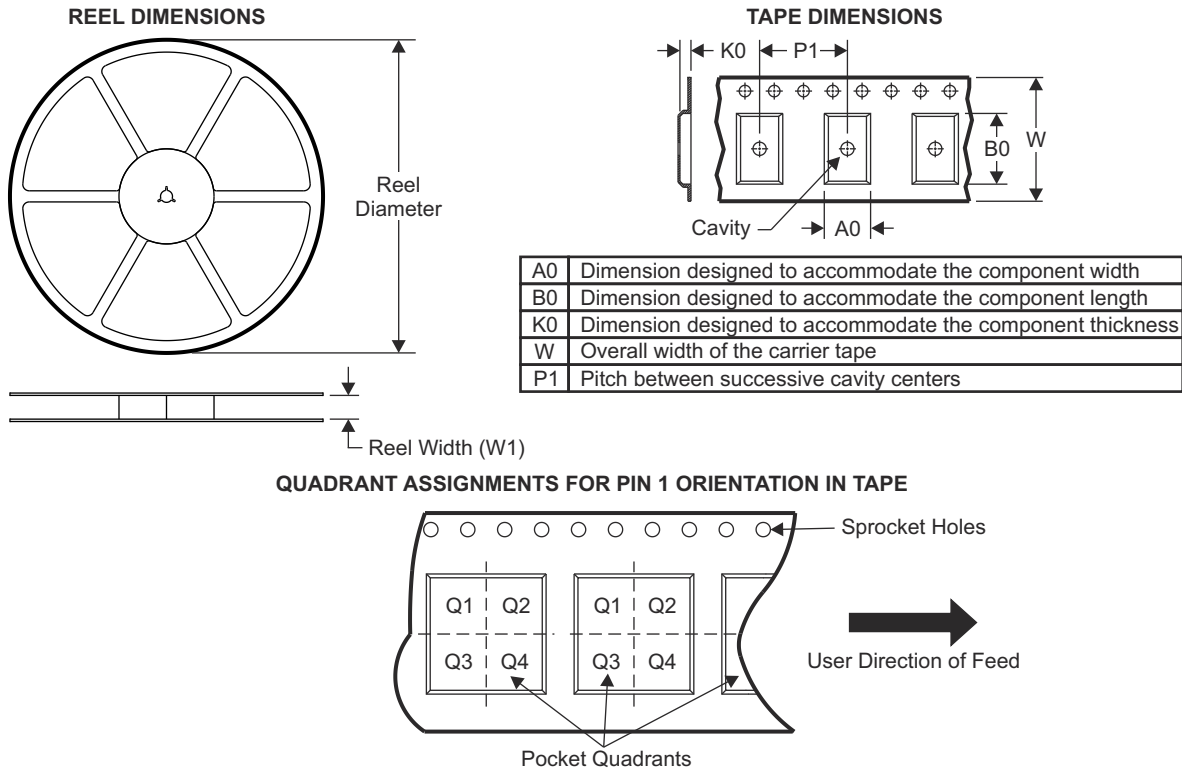 REEL DIMENSIONS
Reel
Diameter
Reel Width (W1)
TAPE DIMENSIONS
K0
P1
W
B0
Cavity
A0
A0 Dimension designed to accommodate the component width
B0 Dimension designed to accommodate the component length
K0 Dimension designed to accommodate the component thickness
W Overall width of the carrier tape
P1 Pitch between successive cavity centers
QUADRANT ASSIGNMENTS FOR PIN 1 ORIENTATION IN TAPE
Sprocket Holes
Q1 Q2 Q1 Q2
Q3 Q4 Q3 Q4
User Direction of Feed
Pocket Quadrants